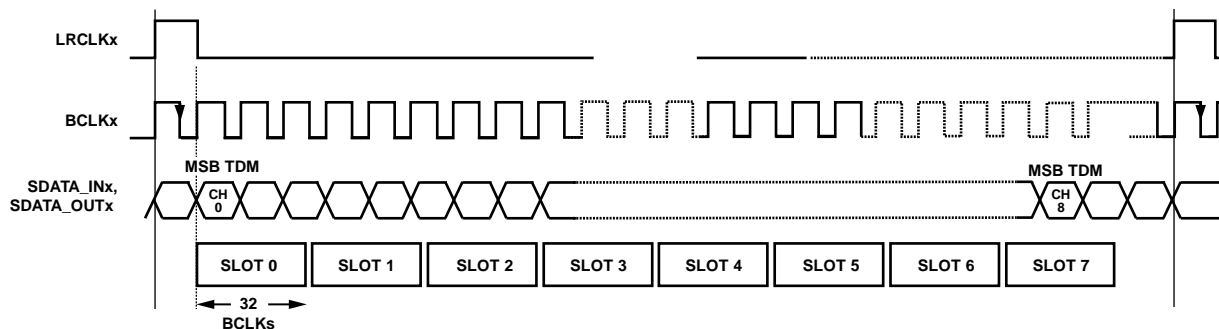 LRCLKx
BCLKx
MSB TDM
MSB TDM
SDATA_INx,
SDATA_OUTx
CH
0
CH
8
SLOT 0
SLOT 1
SLOT 2
SLOT 3
SLOT 4
SLOT 5
SLOT 6
SLOT 7
32
BCLKs